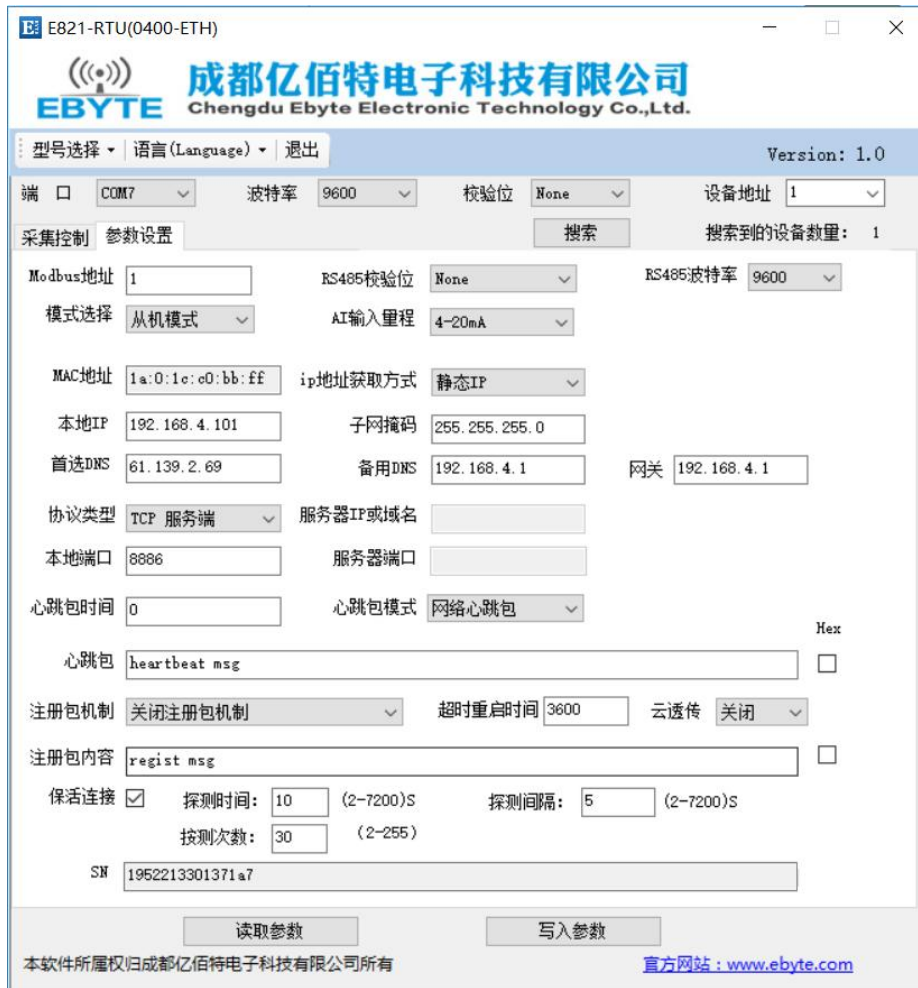 E821-RTU(0400-ETH)
EBYTE 成都亿佰特电子科技有限公司
Chengdu Ebyte Electronic Technology Co.,Ltd.
型号选择 语言(Language) 退出
Version: 1.0
端 口 COM7 波特率 9600 校验位 None 设备地址 1
采集控制 参数设置 搜索 搜索到的设备数量: 1
Modbus地址 1 RS485校验位 None RS485波特率 9600
模式选择 从机模式 AI输入量程 4-20mA
MAC地址 1a:0:1c:c0:bb:ff ip地址获取方式 静态IP
本地IP 192.168.4.101 子网掩码 255.255.255.0
首选DNS 61.139.2.69 备用DNS 192.168.4.1 网关 192.168.4.1
协议类型 TCP 服务端 服务器IP或域名
本地端口 8886 服务器端口
心跳包时间 0 心跳包模式 网络心跳包
Hex
心跳包 heartbeat msg
注册包机制 关闭注册包机制 超时重启时间 3600 云透传 关闭
注册包内容 regist msg
保活连接 探测时间: 10 (2-7200)S 探测间隔: 5 (2-7200)S
按测次数: 30 (2-255)
SN 1952213301371a7
读取参数 写入参数
本软件所属权归成都亿佰特电子科技有限公司所有 官方网站：www.ebyte.com